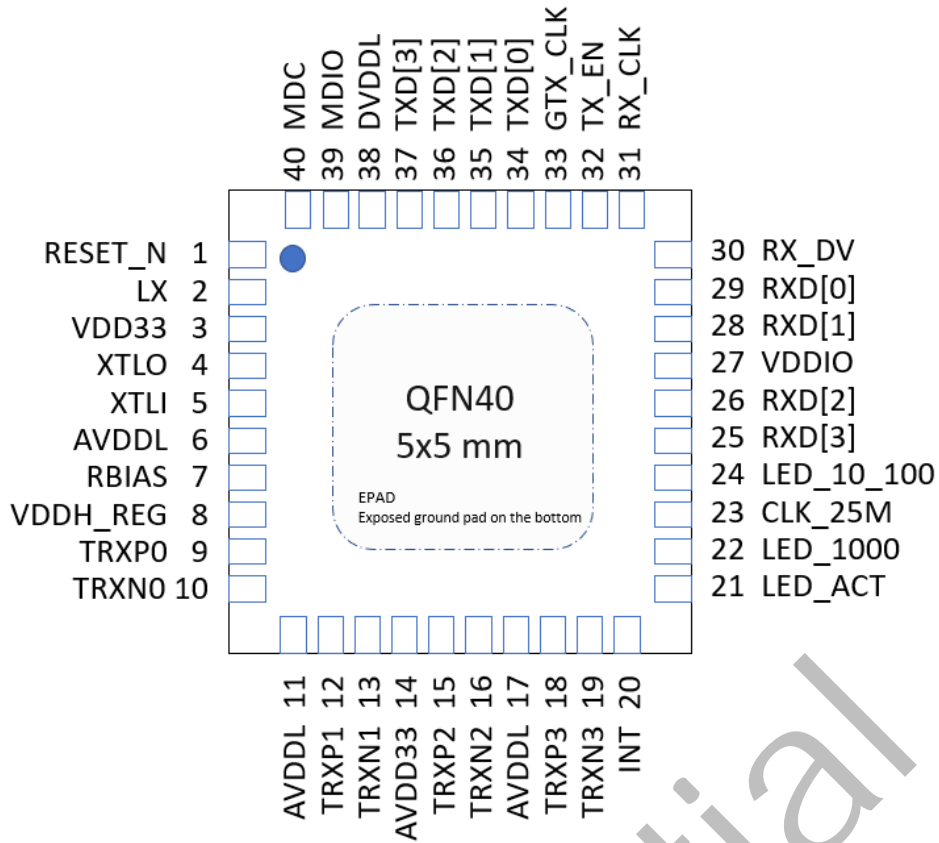 40 MDC
39 MDIO
38 DVDDL
37 TXD[3]
36 TXD[2]
35 TXD[1]
34 TXD[0]
33 GTX_CLK
32 TX_EN
31 RX_CLK
RESET_N 1
LX 2
VDD33 3
XTLO 4
XTLI 5
AVDDL 6
RBIAS 7
VDDH_REG 8
TRXP0 9
TRXN0 10
QFN40
5x5 mm
EPAD
Exposed ground pad on the bottom
30 RX_DV
29 RXD[0]
28 RXD[1]
27 VDDIO
26 RXD[2]
25 RXD[3]
24 LED_10_100
23 CLK_25M
22 LED_1000
21 LED_ACT
AVDDL 11
TRXP1 12
TRXN1 13
AVDD33 14
TRXP2 15
TRXN2 16
AVDDL 17
TRXP3 18
TRXN3 19
INT 20
tial